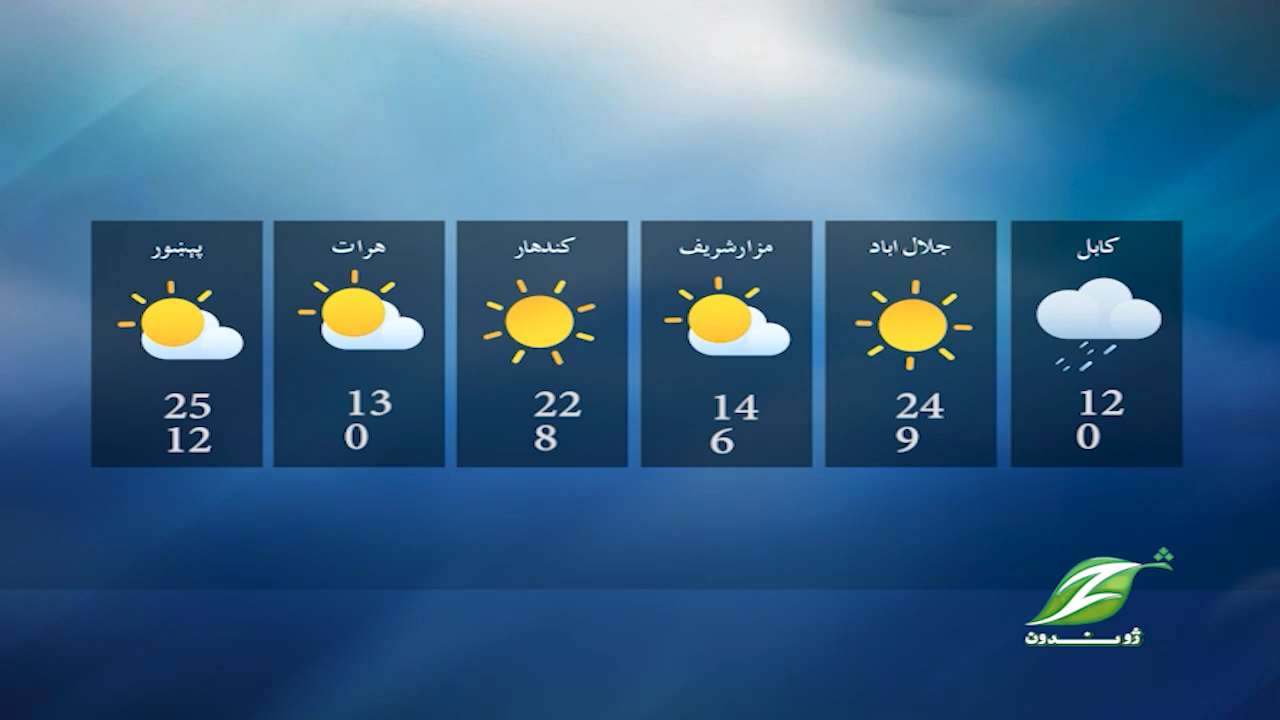 کابل
12
0
جلال اباد
24
9
مزارشریف
14
6
کندهار
22
8
هرات
13
0
پېښور
25
12
ژوندون